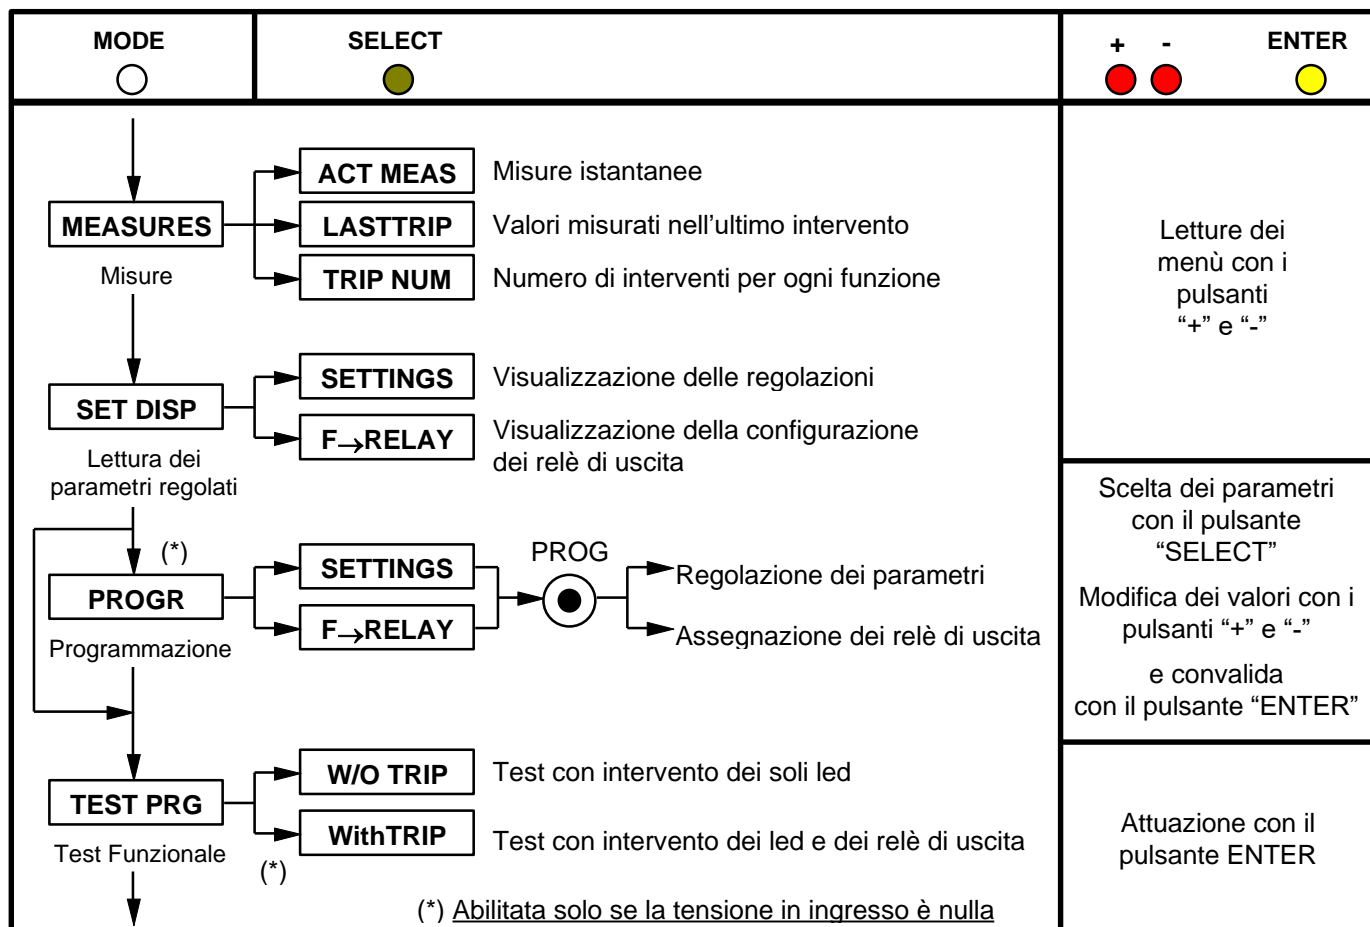 MODE
SELECT
+ -
ENTER
MEASURES
Misure
ACT MEAS
Misure istantanee
LASTTRIP
Valori misurati nell’ultimo intervento
TRIP NUM
Numero di interventi per ogni funzione
Letture dei
menù con i
pulsanti
“+” e “-”
SET DISP
Lettura dei
parametri regolati
SETTINGS
Visualizzazione delle regolazioni
F→RELAY
Visualizzazione della configurazione
dei relè di uscita
(*)
PROGR
Programmazione
SETTINGS
F→RELAY
PROG
Regolazione dei parametri
Assegnazione dei relè di uscita
Scelta dei parametri
con il pulsante
“SELECT”
Modifica dei valori con i
pulsanti “+” e “-”
e convalida
con il pulsante “ENTER”
TEST PRG
Test Funzionale
W/O TRIP
Test con intervento dei soli led
WithTRIP
Test con intervento dei led e dei relè di uscita
(*)
Attuazione con il
pulsante ENTER
(*) Abilitata solo se la tensione in ingresso è nulla